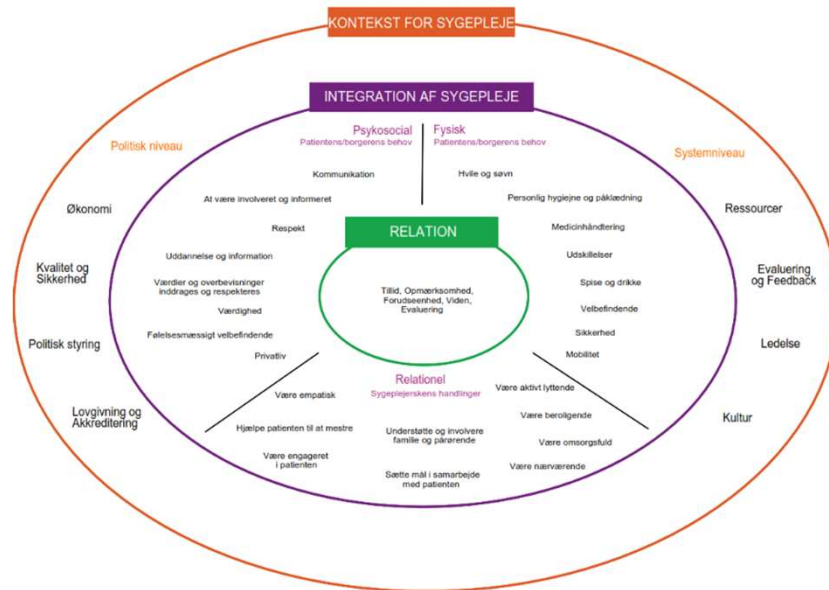 KONTEKST FOR SYGEPLEJE
INTEGRATION AF SYGEPLEJE
Politisk niveau
Økonomi
Kvalitet og
Sikkerhed
Politisk styring
Lovgivning og
Akkreditering
Psykosocial
Patientens/borgerens behov
Kommunikation
At være involveret og informeret
Respekt
Uddannelse og information
Værdier og overbevisninger
inddrages og respekteres
Værdighed
Følelsesmæssigt velbefindende
Privatliv
Fysisk
Patientens/borgerens behov
Hvile og søvn
Personlig hygiejne og påklædning
Medicinhåndtering
Udskillelser
Spise og drikke
Velbefindende
Sikkerhed
Mobilitet
RELATION
Tillid, Opmærksomhed,
Forudseenhed, Viden,
Evaluering
Relationel
Sygeplejerskens handlinger
Være empatisk
Hjælpe patienten til at mestre
Være engageret
i patienten
Understøtte og involvere
familie og pårørende
Sætte mål i samarbejde
med patienten
Være aktivt lyttende
Være beroligende
Være omsorgsfuld
Være nærværende
Systemniveau
Ressourcer
Evaluering
og Feedback
Ledelse
Kultur